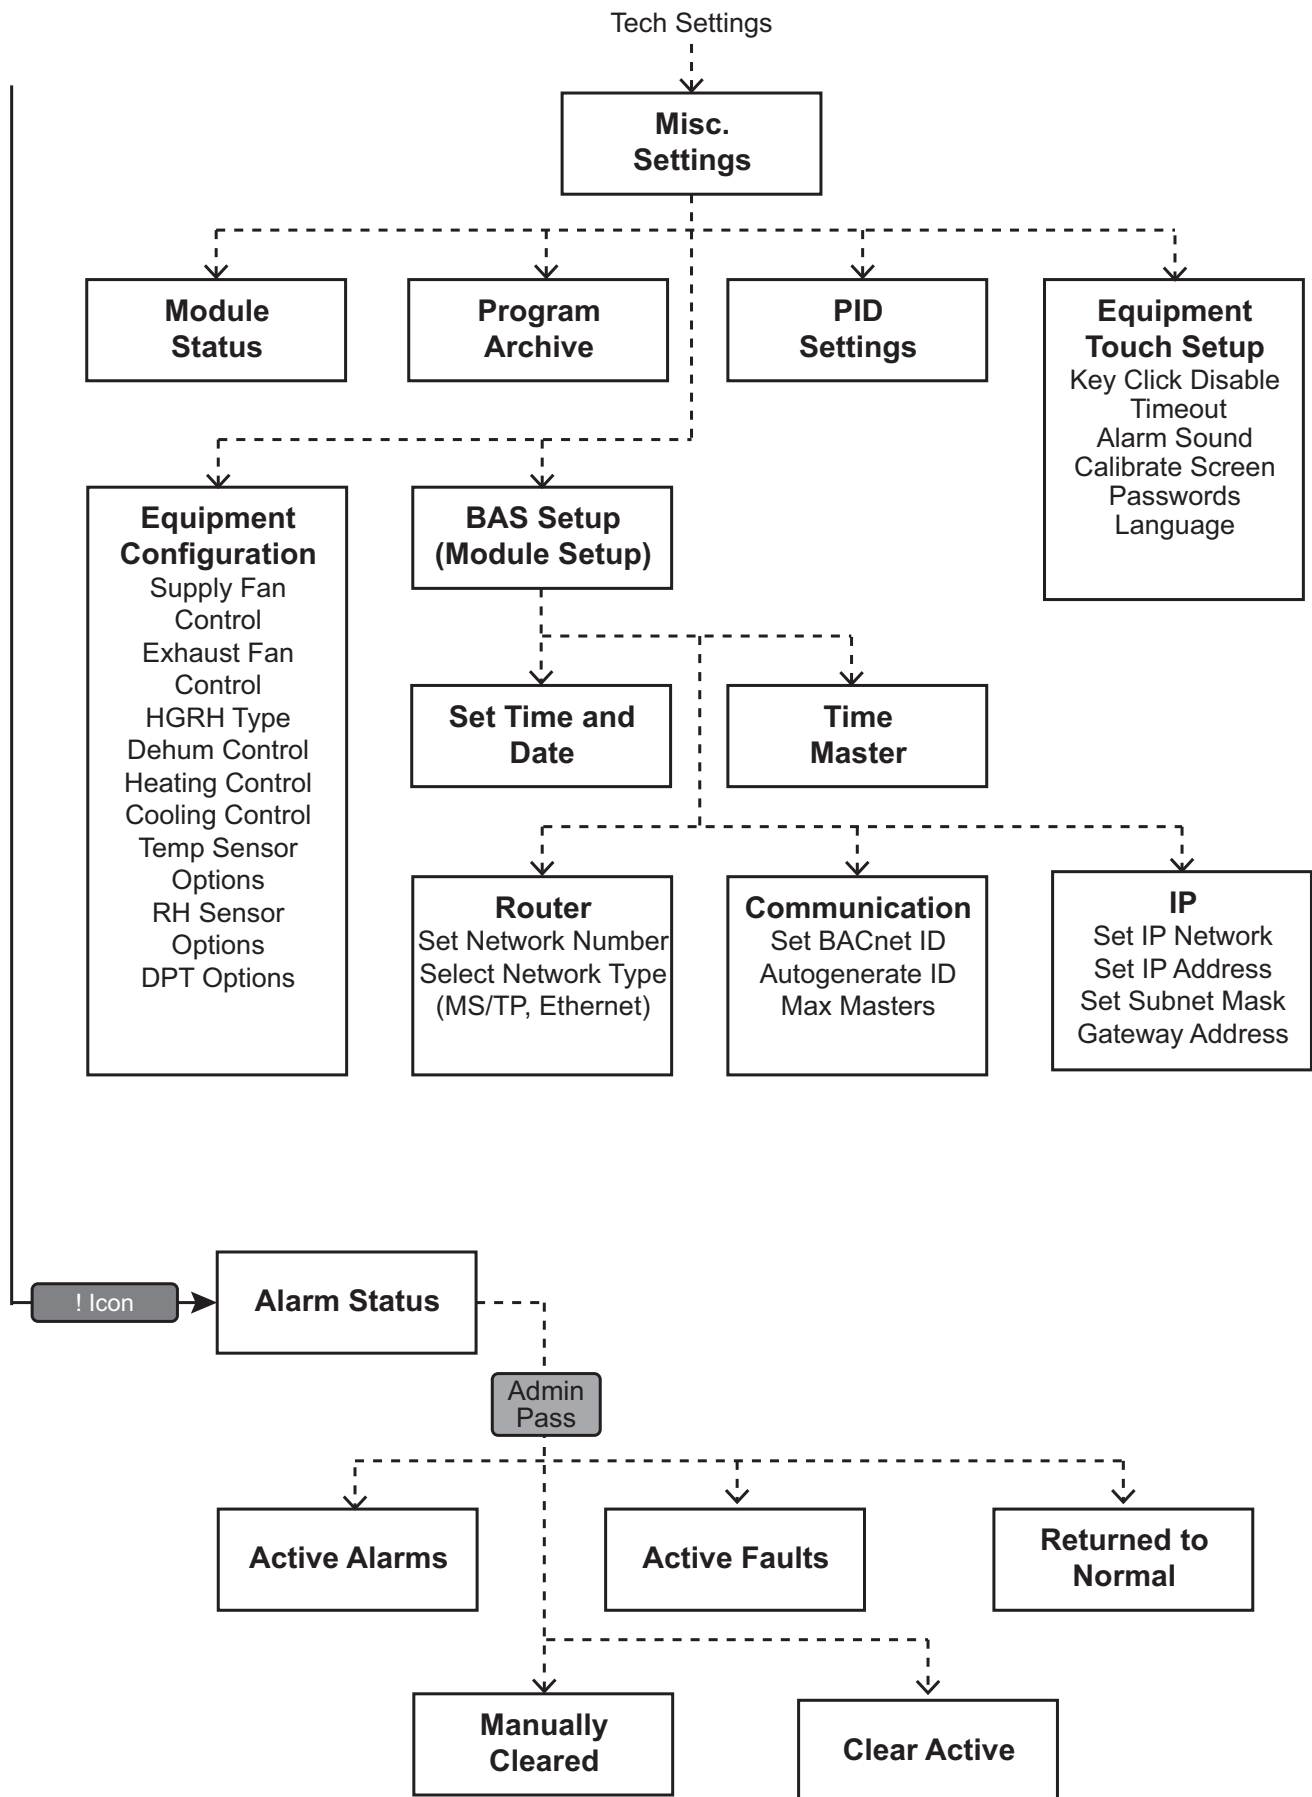 Tech Settings
Misc.
Settings
Module
Status
Program
Archive
PID
Settings
Equipment
Touch Setup
Key Click Disable
Timeout
Alarm Sound
Calibrate Screen
Passwords
Language
Equipment
Configuration
Supply Fan
Control
Exhaust Fan
Control
HGRH Type
Dehum Control
Heating Control
Cooling Control
Temp Sensor
Options
RH Sensor
Options
DPT Options
BAS Setup
(Module Setup)
Set Time and
Date
Time
Master
Router
Set Network Number
Select Network Type
(MS/TP, Ethernet)
Communication
Set BACnet ID
Autogenerate ID
Max Masters
IP
Set IP Network
Set IP Address
Set Subnet Mask
Gateway Address
! Icon
Alarm Status
Admin
Pass
Active Alarms
Active Faults
Returned to
Normal
Manually
Cleared
Clear Active